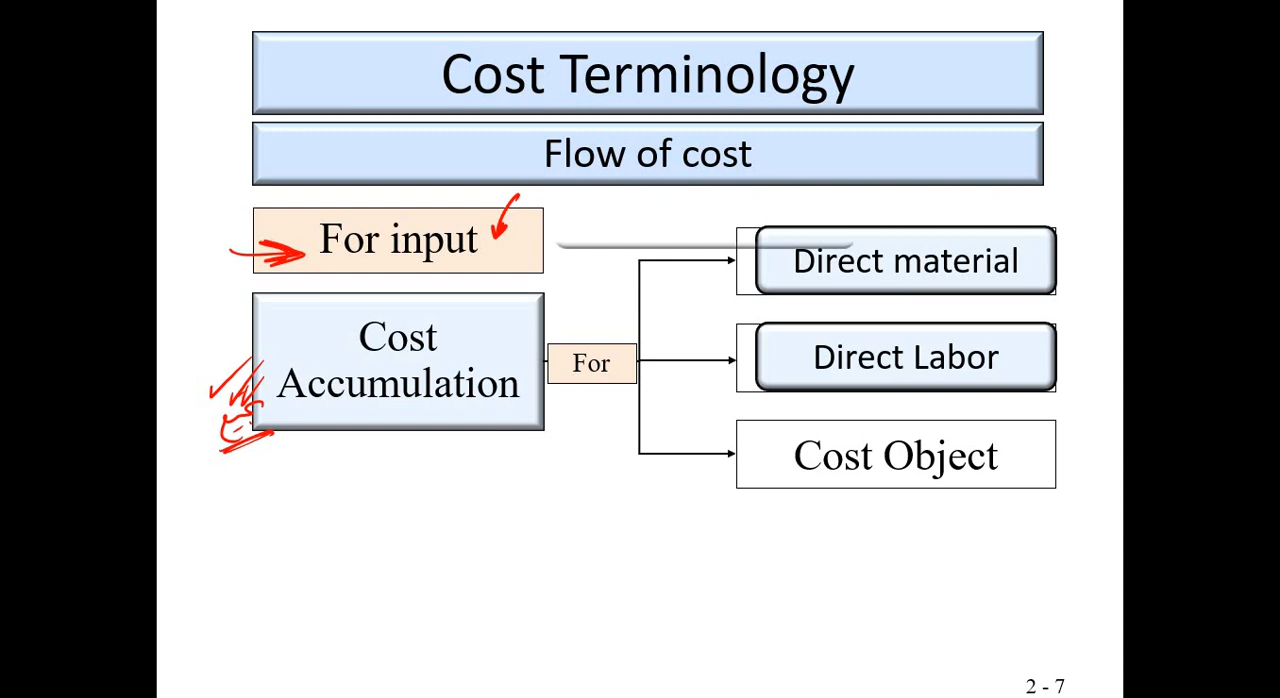 Cost Terminology
Flow of cost
For input
Cost
Accumulation
For
Direct material
Direct Labor
Cost Object
2 - 7